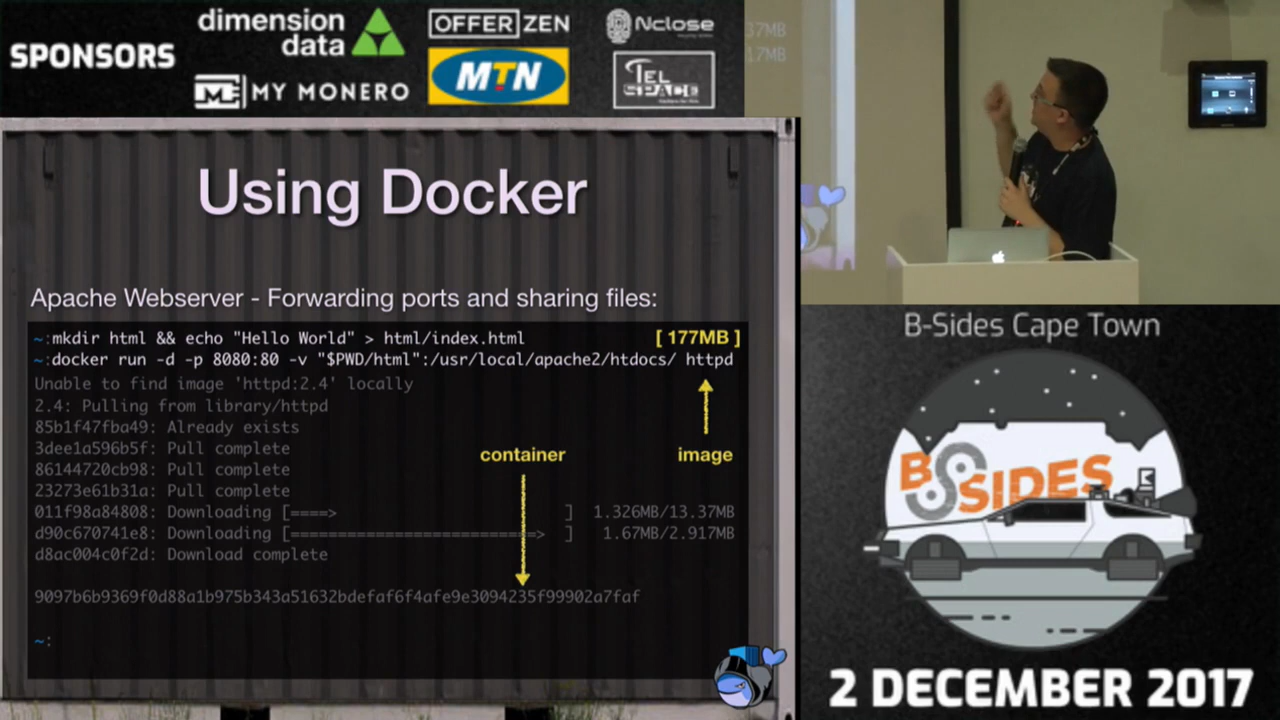 SPONSORS
dimension data
OFFERZEN
Nclose
MY MONERO
MTN
TEL SPACE
37MB
17MB
Using Docker
Apache Webserver - Forwarding ports and sharing files:
~:mkdir html && echo "Hello World" > html/index.html [ 177MB ]
~:docker run -d -p 8080:80 -v "$PWD/html":/usr/local/apache2/htdocs/ httpd
Unable to find image 'httpd:2.4' locally
2.4: Pulling from library/httpd
85b1f47fba49: Already exists
3dee1a596b5f: Pull complete
container
image
86144720cb98: Pull complete
23273e61b31a: Pull complete
011f98a84808: Downloading [====> ] 1.326MB/13.37MB
d90c670741e8: Downloading [==========================> ] 1.67MB/2.917MB
d8ac004c0f2d: Download complete
9097b6b9369f0d88a1b975b343a51632bdefaf6f4afe9e3094235f99902a7faf
~:
B-Sides Cape Town
BSIDES
2 DECEMBER 2017